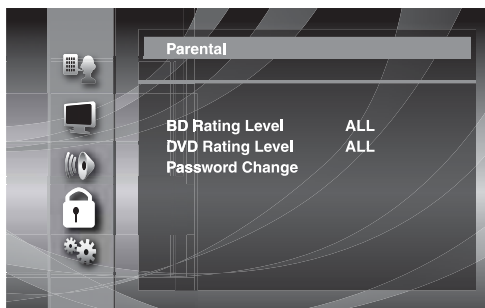 Parental
BD Rating Level ALL
DVD Rating Level ALL
Password Change